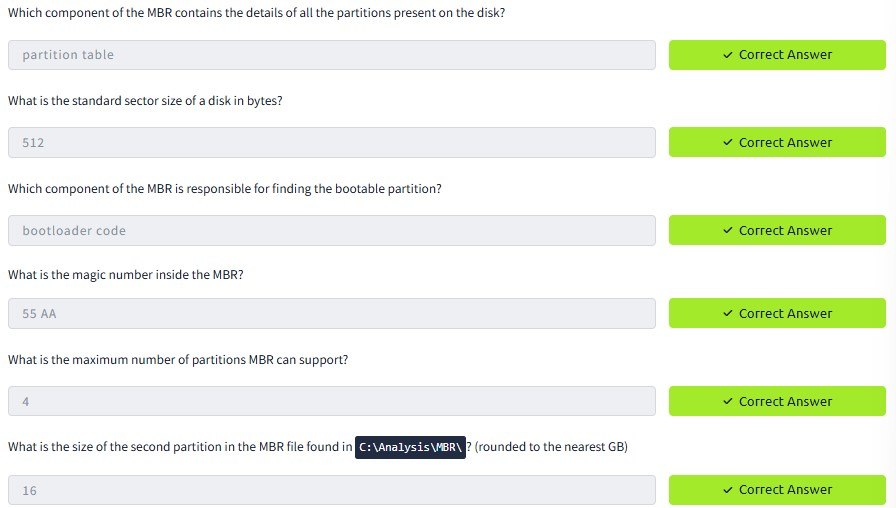 Which component of the MBR contains the details of all the partitions present on the disk?
partition table
✓ Correct Answer
What is the standard sector size of a disk in bytes?
512
✓ Correct Answer
Which component of the MBR is responsible for finding the bootable partition?
bootloader code
✓ Correct Answer
What is the magic number inside the MBR?
55 AA
✓ Correct Answer
What is the maximum number of partitions MBR can support?
4
✓ Correct Answer
What is the size of the second partition in the MBR file found in C:\Analysis\MBR\ ? (rounded to the nearest GB)
16
✓ Correct Answer